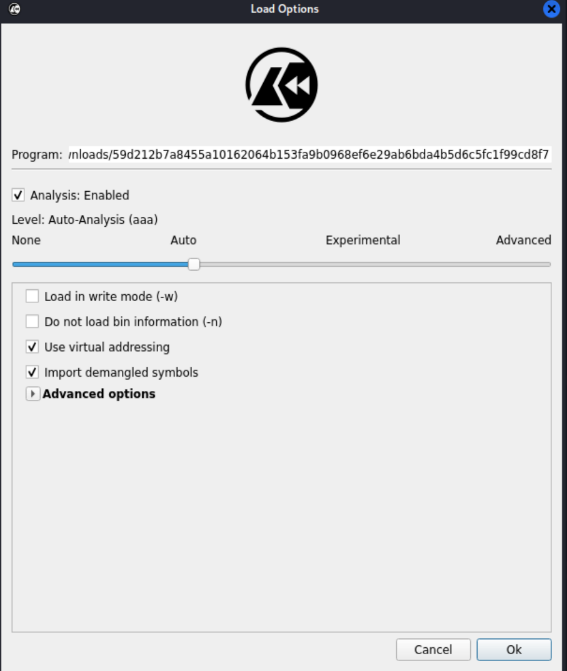 Load Options
Program: /nloads/59d212b7a8455a10162064b153fa9b0968ef6e29ab6bda4b5d6c5fc1f99cd8f7
Analysis: Enabled
Level: Auto-Analysis (aaa)
None Auto Experimental Advanced
Load in write mode (-w)
Do not load bin information (-n)
Use virtual addressing
Import demangled symbols
Advanced options
Cancel Ok